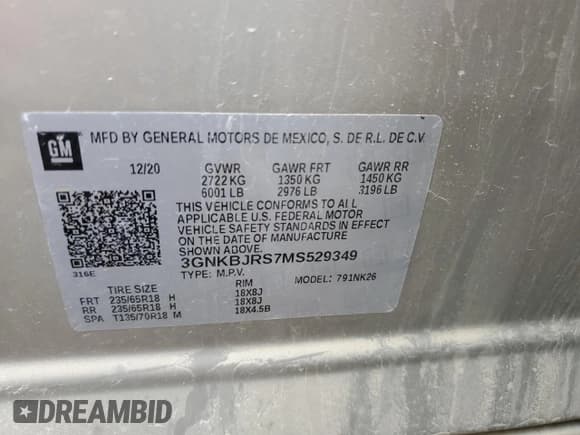 GM MFD BY GENERAL MOTORS DE MEXICO, S. DE R.L. DE C.V.
12/20 GVWR GAWR FRT GAWR RR
2722 KG 1350 KG 1450 KG
6001 LB 2976 LB 3196 LB
THIS VEHICLE CONFORMS TO ALL
APPLICABLE U.S. FEDERAL MOTOR
VEHICLE SAFETY STANDARDS IN
EFFECT ON THE DATE OF MANUFACTURE
SHOWN ABOVE.
3GNKBJRS7MS529349
316E TYPE: M.P.V. MODEL: 791NK26
TIRE SIZE RIM
FRT 235/65R18 H 18X8J
RR 235/65R18 H 18X8J
SPA T135/70R18 M 18X4.5B
DREAMBID